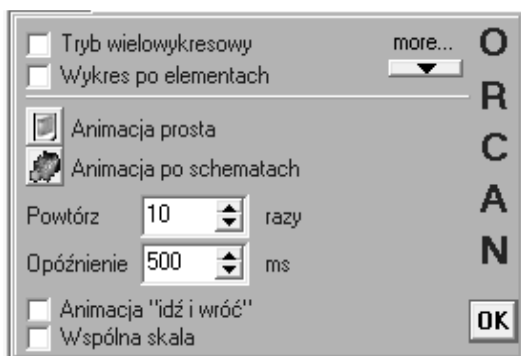 Tryb wielowykresowy
Wykres po elementach
more...
Animacja prosta
Animacja po schematach
Powtórz 10 razy
Opóźnienie 500 ms
Animacja "idź i wróć"
Wspólna skala
O
R
C
A
N
OK